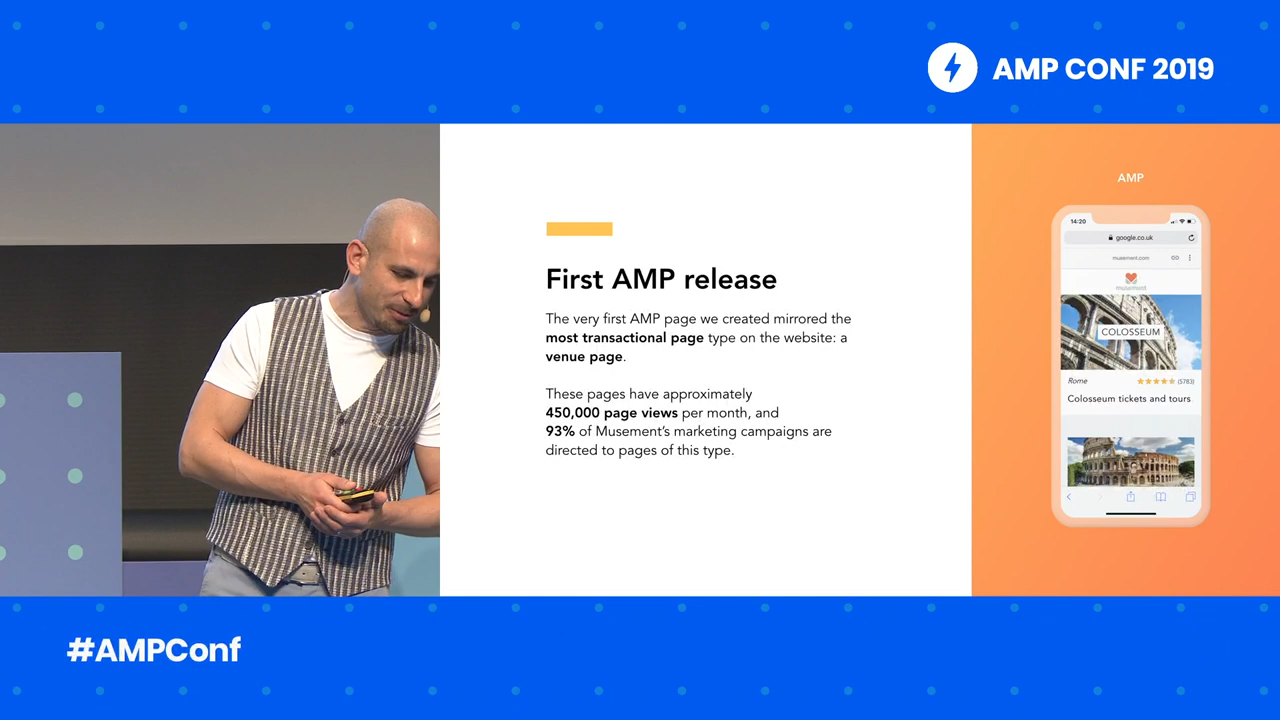 AMP CONF 2019
First AMP release
The very first AMP page we created mirrored the
most transactional page type on the website: a
venue page.
These pages have approximately
450,000 page views per month, and
93% of Musement's marketing campaigns are
directed to pages of this type.
AMP
14:20
google.co.uk
musement.com
musement
COLOSSEUM
Rome
(5783)
Colosseum tickets and tours
#AMPConf